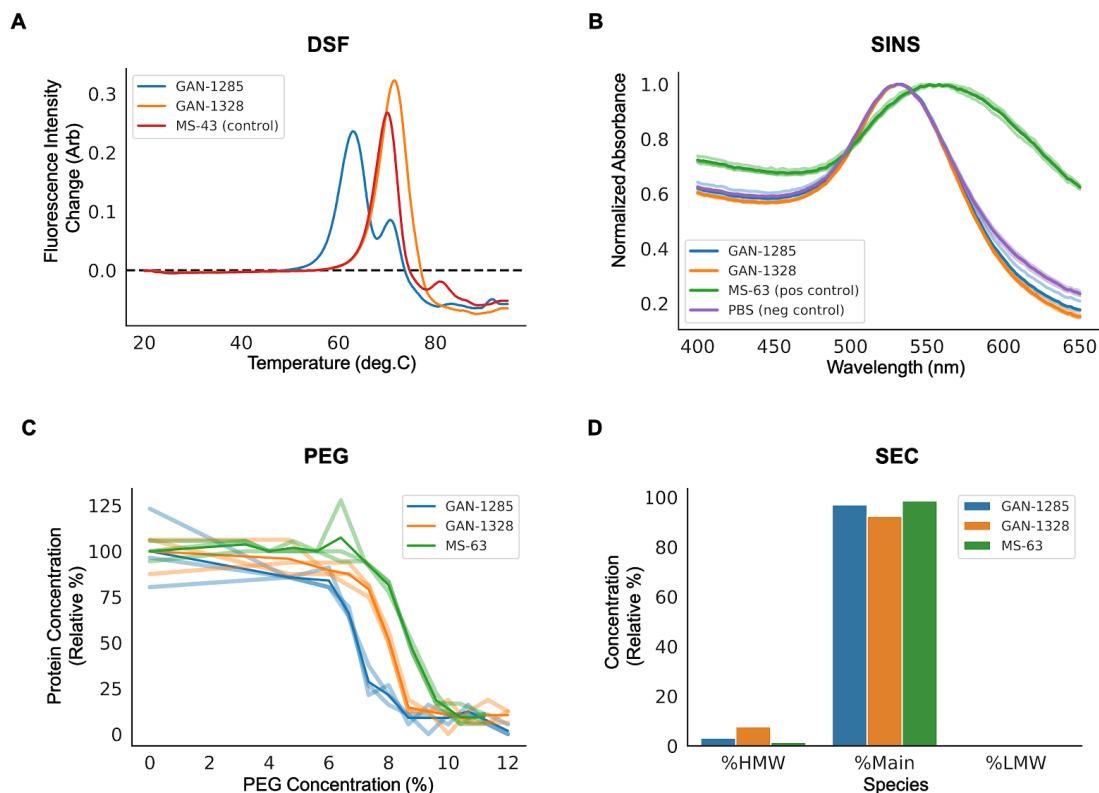 A
DSF
Fluorescence Intensity
Change (Arb)
0.3
0.2
0.1
0.0
GAN-1285
GAN-1328
MS-43 (control)
20
40
60
80
Temperature (deg.C)
B
SINS
Normalized Absorbance
1.0
0.8
0.6
0.4
0.2
GAN-1285
GAN-1328
MS-63 (pos control)
PBS (neg control)
400
450
500
550
600
650
Wavelength (nm)
C
PEG
Protein Concentration
(Relative %)
125
100
75
50
25
0
GAN-1285
GAN-1328
MS-63
0
2
4
6
8
10
12
PEG Concentration (%)
D
SEC
Concentration
(Relative %)
100
80
60
40
20
0
GAN-1285
GAN-1328
MS-63
%HMW
%Main
%LMW
Species